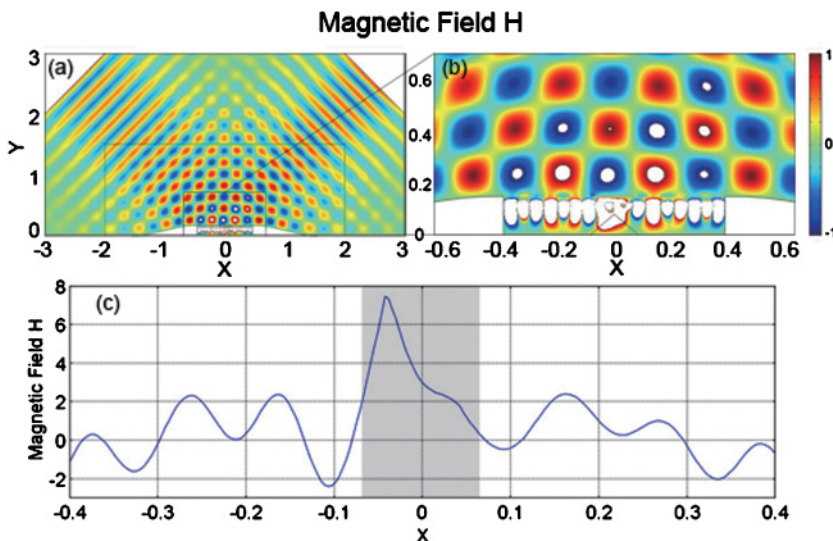 Magnetic Field H
(a)
3
2
1
0
Y
-3 -2 -1 0 1 2 3
X
(b)
0.6
0.4
0.2
0
-0.6 -0.4 -0.2 0 0.2 0.4 0.6
X
1
0
-1
(c)
8
6
4
2
0
-2
Magnetic Field H
-0.4 -0.3 -0.2 -0.1 0 0.1 0.2 0.3 0.4
X